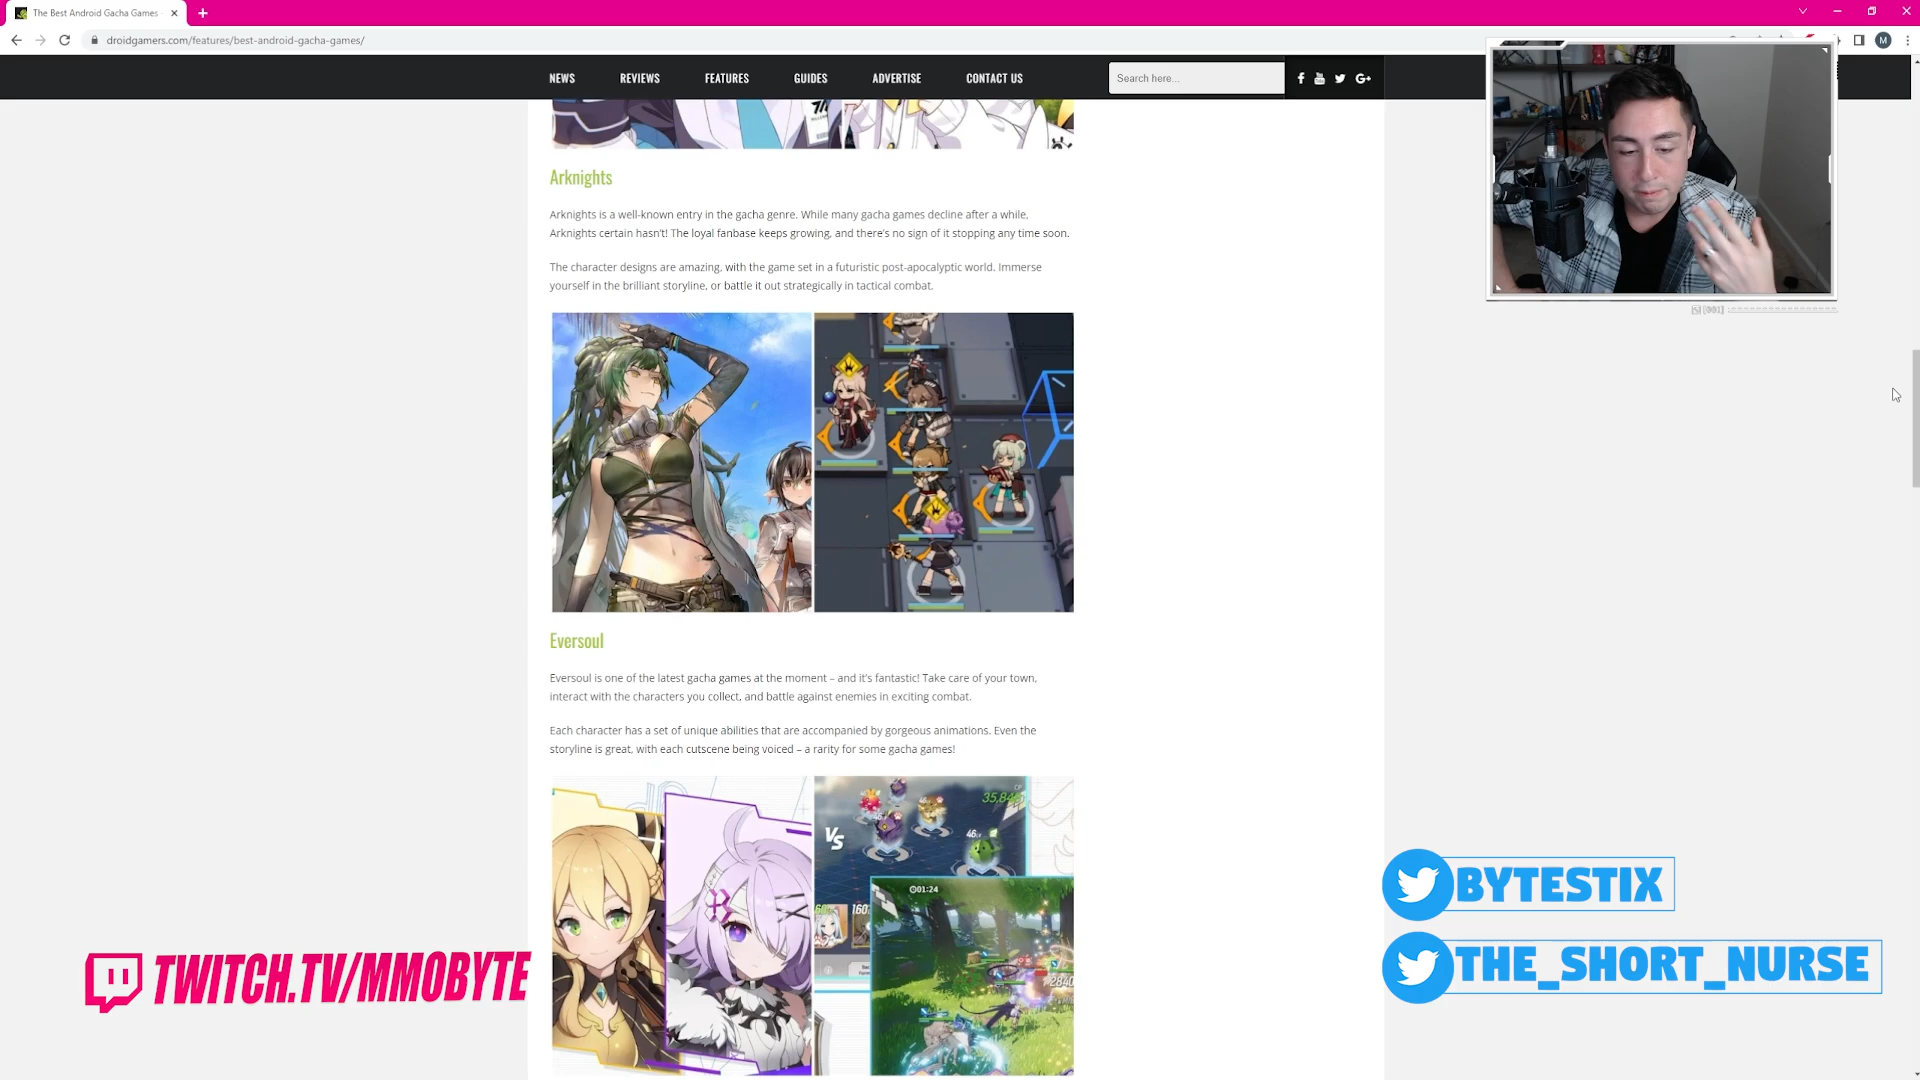 The Best Android Gacha Games
droidgamers.com/features/best-android-gacha-games/
M
NEWS
REVIEWS
FEATURES
GUIDES
ADVERTISE
CONTACT US
Search here...
Arknights
Arknights is a well-known entry in the gacha genre. While many gacha games decline after a while,
Arknights certain hasn't! The loyal fanbase keeps growing, and there's no sign of it stopping any time soon.
The character designs are amazing, with the game set in a futuristic post-apocalyptic world. Immerse
yourself in the brilliant storyline, or battle it out strategically in tactical combat.
[001]
Eversoul
Eversoul is one of the latest gacha games at the moment – and it's fantastic! Take care of your town,
interact with the characters you collect, and battle against enemies in exciting combat.
Each character has a set of unique abilities that are accompanied by gorgeous animations. Even the
storyline is great, with each cutscene being voiced – a rarity for some gacha games!
VS
01:24
BYTESTIX
THE_SHORT_NURSE
TWITCH.TV/MMOBYTE